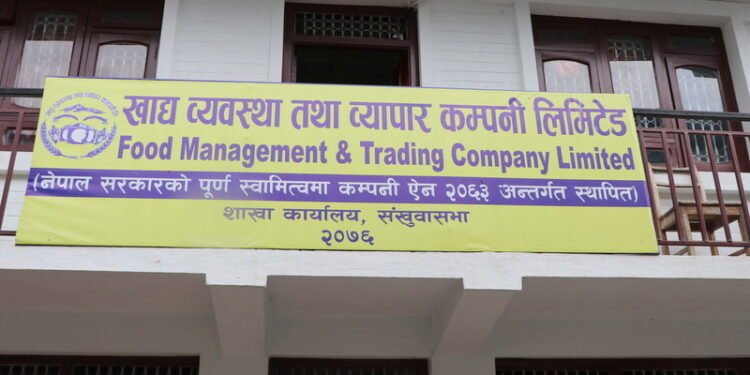 खाद्य व्यवस्था तथा व्यापार कम्पनी लिमिटेड
Food Management & Trading Company Limited
(नेपाल सरकारको पूर्ण स्वामित्वमा कम्पनी ऐन २०६३ अन्तर्गत स्थापित)
शाखा कार्यालय, संखुवासभा
२०७६